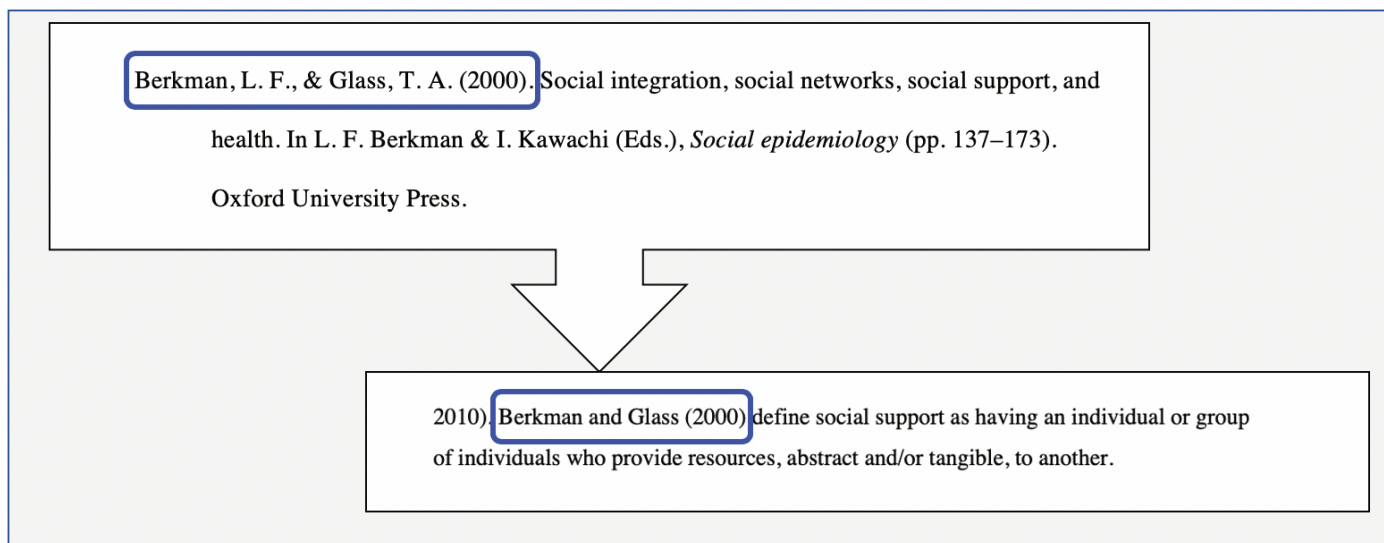 Berkman, L. F., & Glass, T. A. (2000). Social integration, social networks, social support, and
health. In L. F. Berkman & I. Kawachi (Eds.), Social epidemiology (pp. 137–173).
Oxford University Press.
2010). Berkman and Glass (2000) define social support as having an individual or group
of individuals who provide resources, abstract and/or tangible, to another.